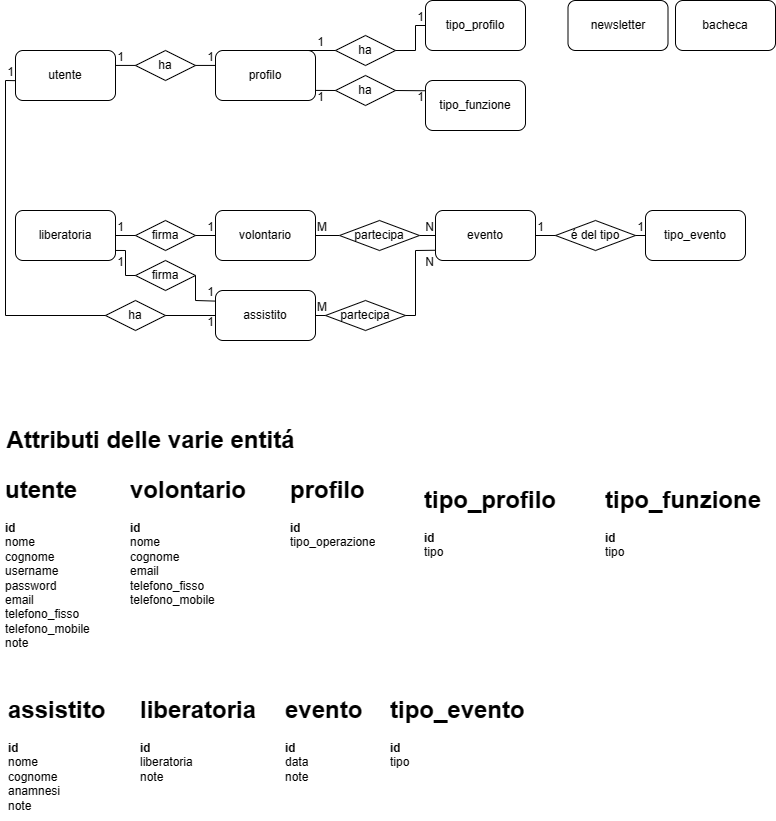 tipo_profilo
newsletter
bacheca
1
1
1
1
utente
ha
profilo
ha
ha
1
1
1
tipo_funzione
liberatoria
1
firma
1
volontario
M
partecipa
N
evento
1
é del tipo
1
tipo_evento
1
firma
1
N
ha
1
assistito
M
partecipa
Attributi delle varie entitá
utente
id
nome
cognome
username
password
email
telefono_fisso
telefono_mobile
note
volontario
id
nome
cognome
email
telefono_fisso
telefono_mobile
profilo
id
tipo_operazione
tipo_profilo
id
tipo
tipo_funzione
id
tipo
assistito
id
nome
cognome
anamnesi
note
liberatoria
id
liberatoria
note
evento
id
data
note
tipo_evento
id
tipo